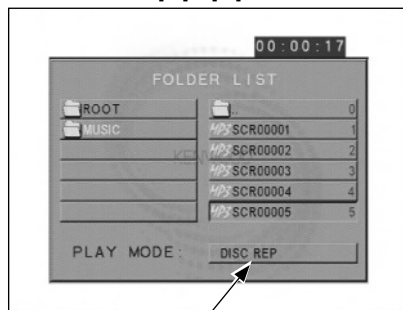 00:00:17
FOLDER LIST
ROOT
MUSIC
.. 0
MP3 SCR00001 1
MP3 SCR00002 2
MP3 SCR00003 3
MP3 SCR00004 4
MP3 SCR00005 5
KENWOOD
PLAY MODE: DISC REP